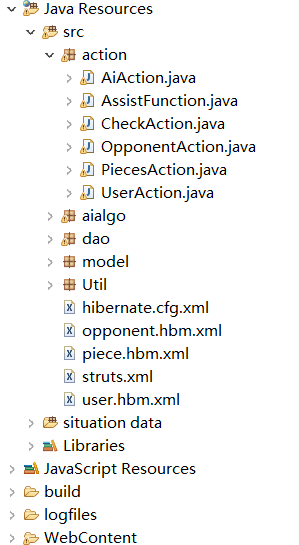 Java Resources
src
action
AiAction.java
AssistFunction.java
CheckAction.java
OpponentAction.java
PiecesAction.java
UserAction.java
aialgo
dao
model
Util
hibernate.cfg.xml
opponent.hbm.xml
piece.hbm.xml
struts.xml
user.hbm.xml
situation data
Libraries
JavaScript Resources
build
logfiles
WebContent